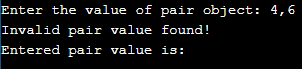 Enter the value of pair object: 4,6
Invalid pair value found!
Entered pair value is: